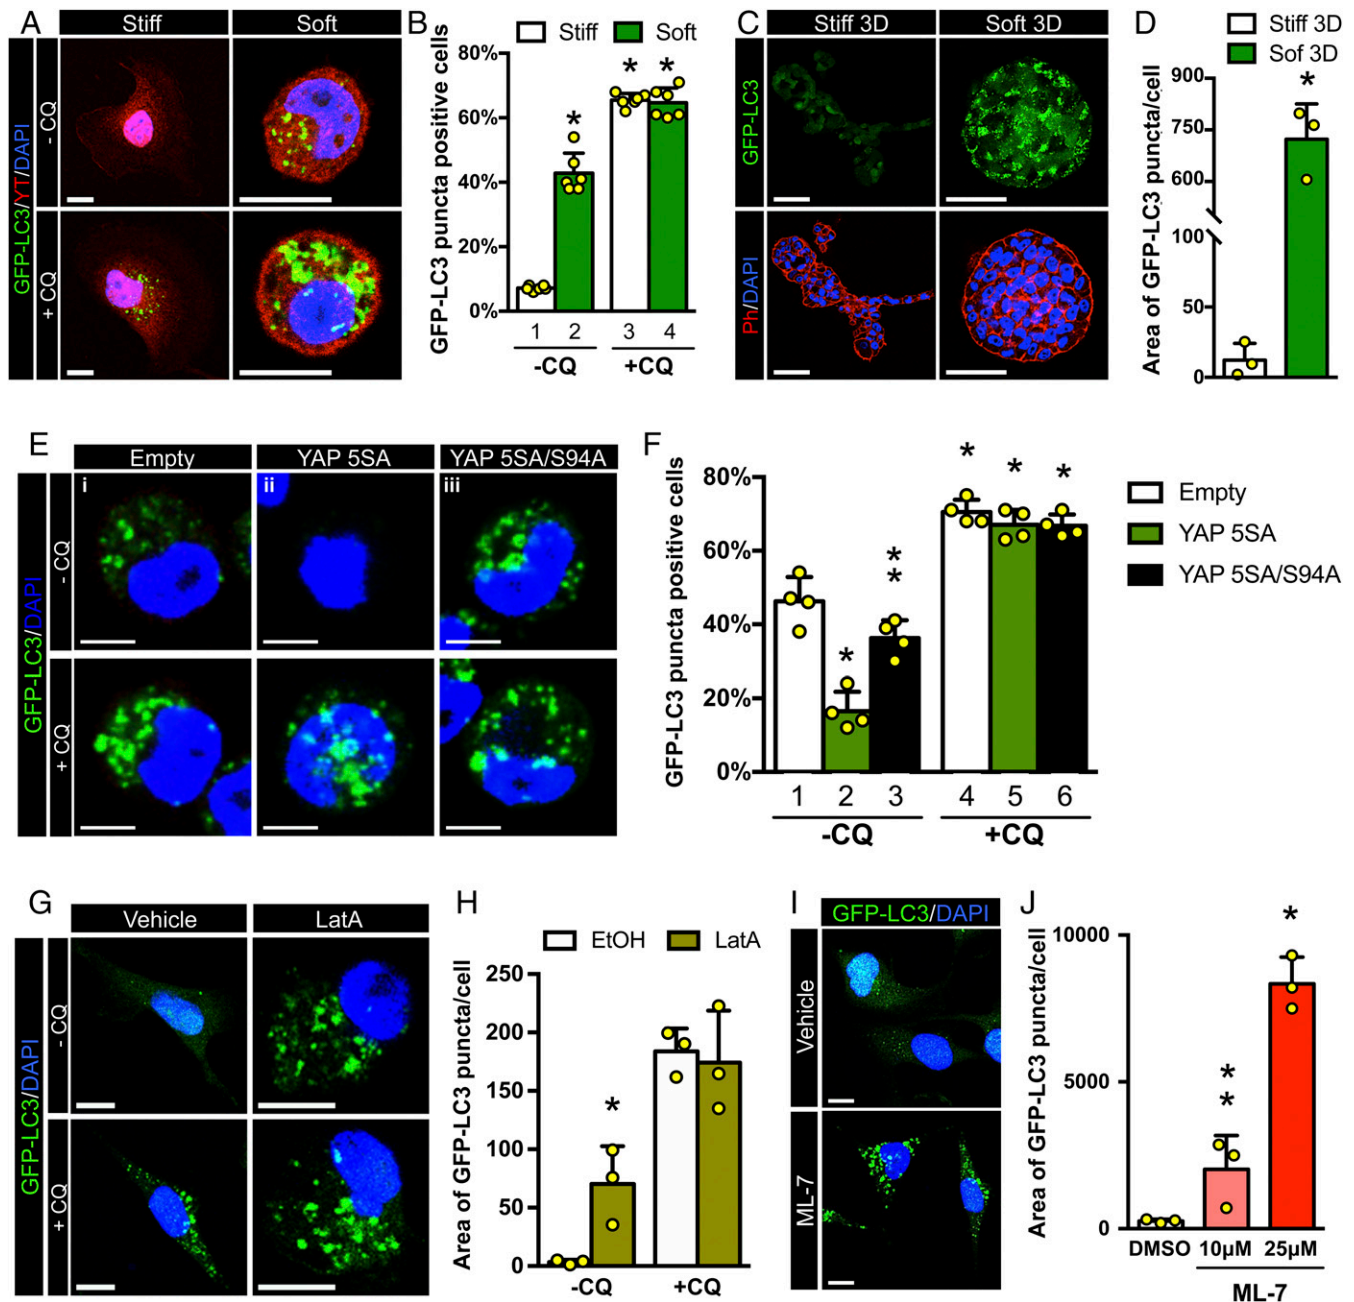 A
Stiff
Soft
GFP-LC3/YT/DAPI
- CQ
+ CQ
B
Stiff
Soft
GFP-LC3 puncta positive cells
80%
60%
40%
20%
0%
*
*
*
1
2
3
4
-CQ
+CQ
C
Stiff 3D
Soft 3D
GFP-LC3
Ph/DAPI
D
Stiff 3D
Sof 3D
Area of GFP-LC3 puncta/cell
900
750
600
100
50
0
*
E
Empty
YAP 5SA
YAP 5SA/S94A
GFP-LC3/DAPI
- CQ
+ CQ
i
ii
iii
F
GFP-LC3 puncta positive cells
80%
60%
40%
20%
0%
*
*
*
*
*
*
1
2
3
4
5
6
-CQ
+CQ
Empty
YAP 5SA
YAP 5SA/S94A
G
Vehicle
LatA
GFP-LC3/DAPI
- CQ
+ CQ
H
EtOH
LatA
Area of GFP-LC3 puncta/cell
250
200
150
100
50
0
*
-CQ
+CQ
I
GFP-LC3/DAPI
Vehicle
ML-7
J
Area of GFP-LC3 puncta/cell
10000
5000
0
*
*
*
DMSO
10µM
25µM
ML-7